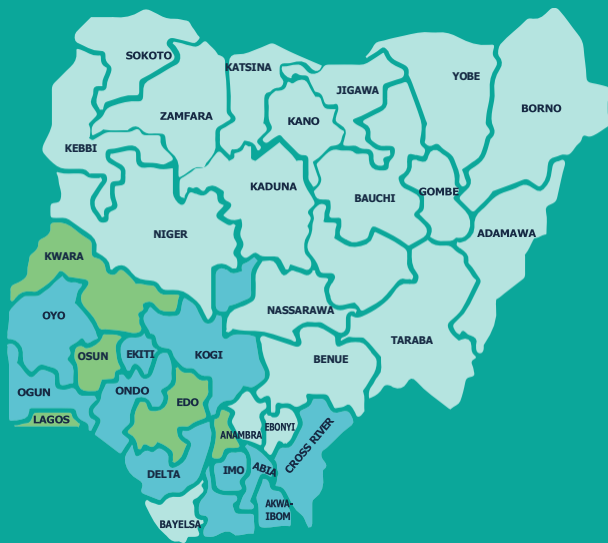 SOKOTO
KATSINA
YOBE
JIGAWA
BORNO
ZAMFARA
KANO
KEBBI
KADUNA
GOMBE
BAUCHI
NIGER
ADAMAWA
KWARA
NASSARAWA
OYO
TARABA
OSUN
EKITI
KOGI
BENUE
OGUN
ONDO
EDO
LAGOS
EBONYI
ANAMBRA
CROSS RIVER
DELTA
IMO
ABIA
AKWA-
IBOM
BAYELSA